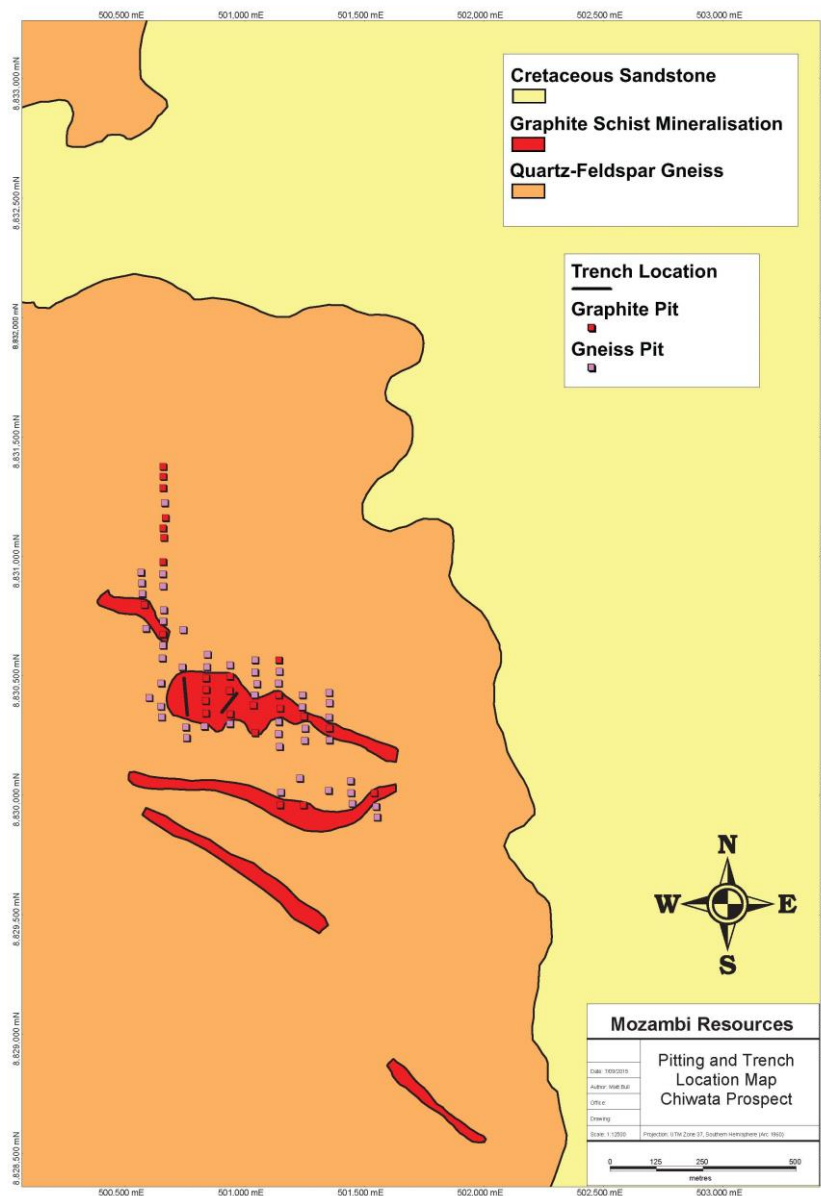 500,500 mE 501,000 mE 501,500 mE 502,000 mE 502,500 mE 503,000 mE
8,833,000 mN
8,832,500 mN
8,832,000 mN
8,831,500 mN
8,831,000 mN
8,830,500 mN
8,830,000 mN
8,829,500 mN
8,829,000 mN
8,828,500 mN
Cretaceous Sandstone
Graphite Schist Mineralisation
Quartz-Feldspar Gneiss
Trench Location
Graphite Pit
Gneiss Pit
N
W E
S
Mozambi Resources
Date: 7/09/2015
Author: Matt Bull
Office:
Drawing:
Scale: 1:12500
Pitting and Trench
Location Map
Chiwata Prospect
Projection: UTM Zone 37, Southern Hemisphere (Arc 1960)
0 125 250 500
metres
500,500 mE 501,000 mE 501,500 mE 502,000 mE 502,500 mE 503,000 mE